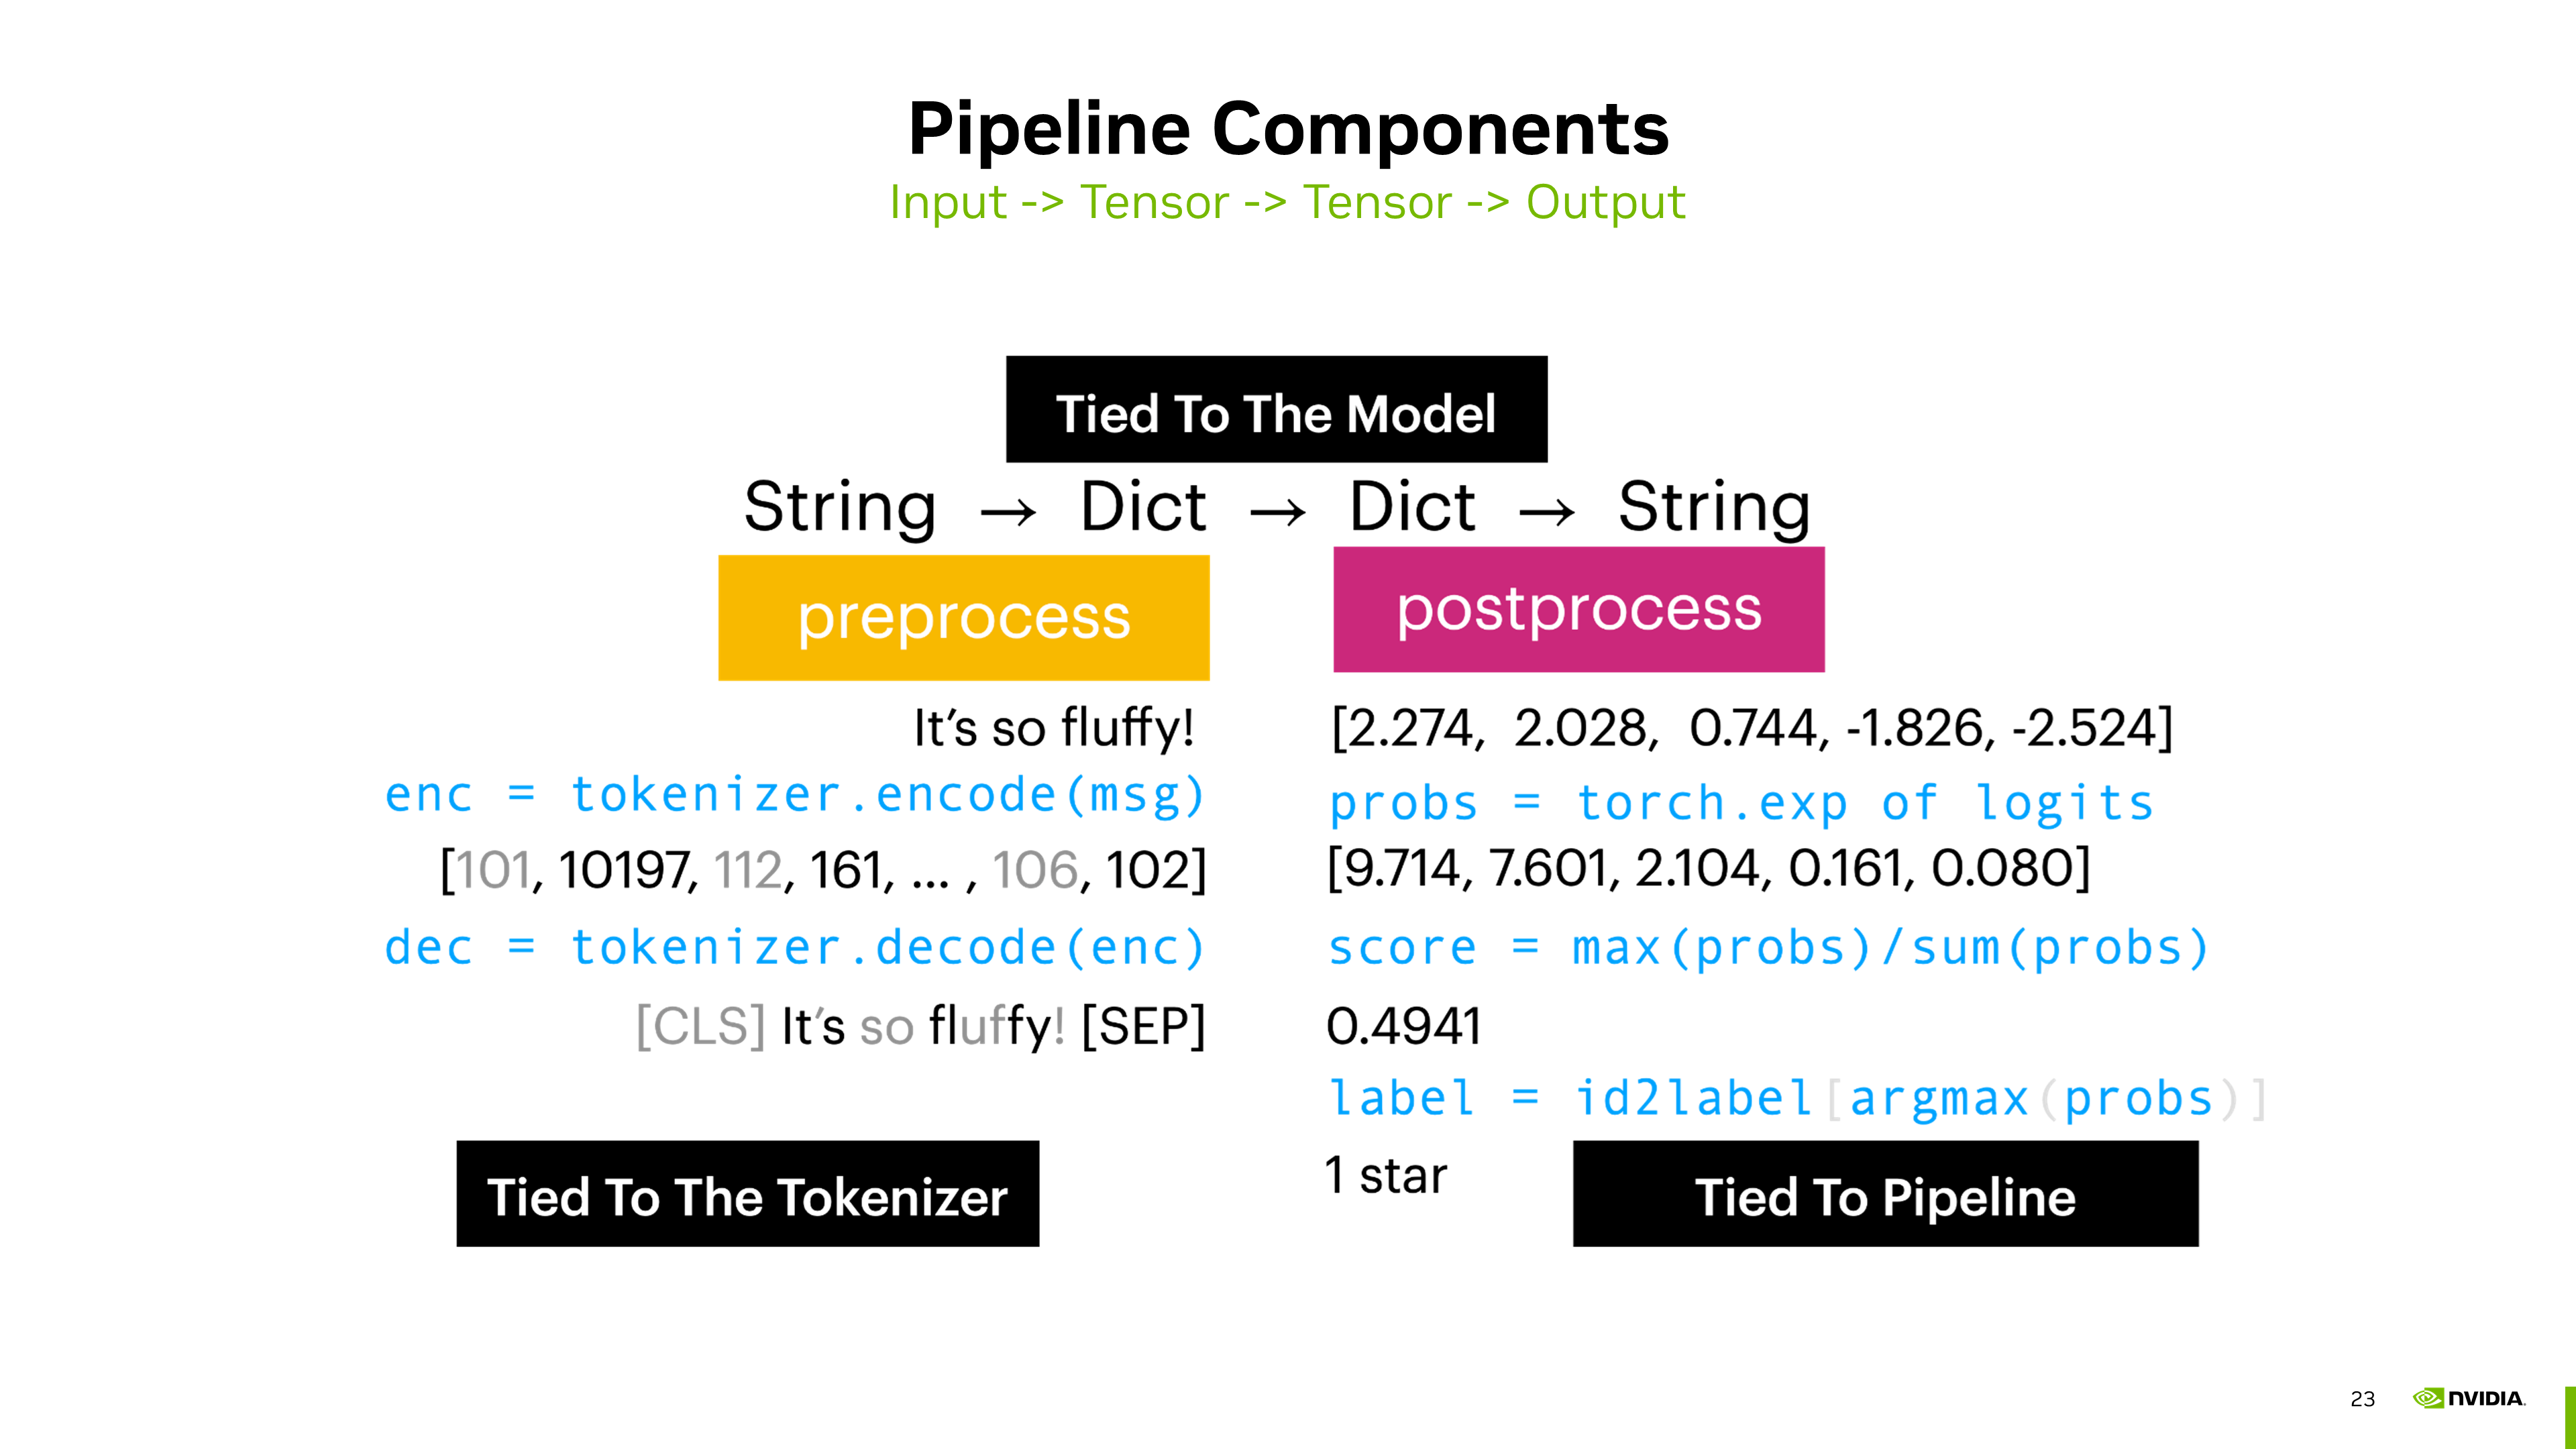 Pipeline Components
Input -> Tensor -> Tensor -> Output
Tied To The Model
String → Dict → Dict → String
preprocess
It’s so fluffy!
enc = tokenizer.encode(msg)
[101, 10197, 112, 161, ... , 106, 102]
dec = tokenizer.decode(enc)
[CLS] It’s so fluffy! [SEP]
Tied To The Tokenizer
postprocess
[2.274, 2.028, 0.744, -1.826, -2.524]
probs = torch.exp of logits
[9.714, 7.601, 2.104, 0.161, 0.080]
score = max(probs)/sum(probs)
0.4941
label = id2label[argmax(probs)]
1 star
Tied To Pipeline
23
NVIDIA.